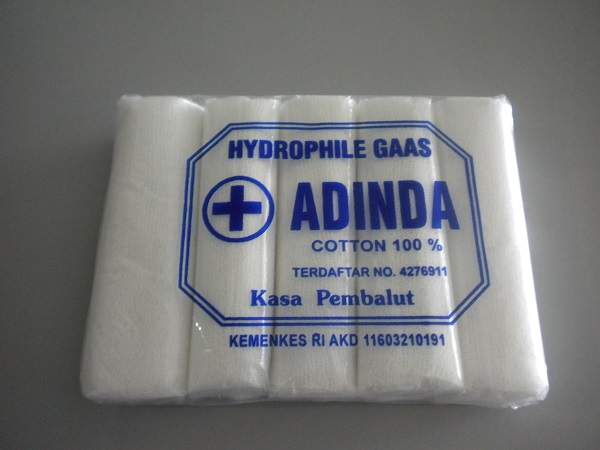 HYDROPHILE GAAS
ADINDA
COTTON 100 %
TERDAFTAR NO. 4276911
Kasa Pembalut
KEMENKES RI AKD 11603210191